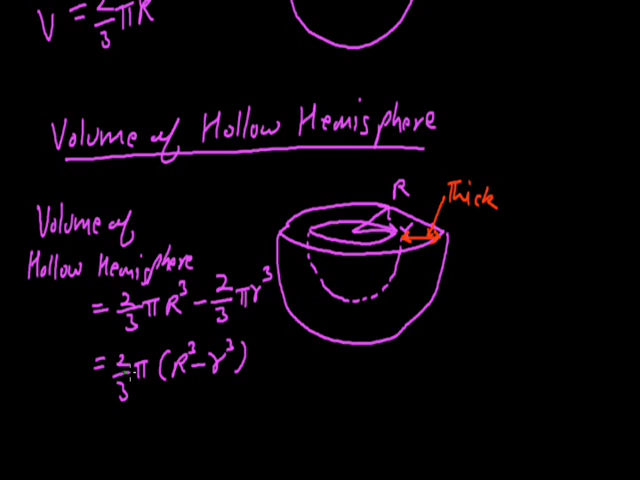 V = 2/3 πR
Volume of Hollow Hemisphere
R
r
Thick
Volume of
Hollow Hemisphere
= 2/3 πR³ - 2/3 πr³
= 2/3 π (R³ - r³)